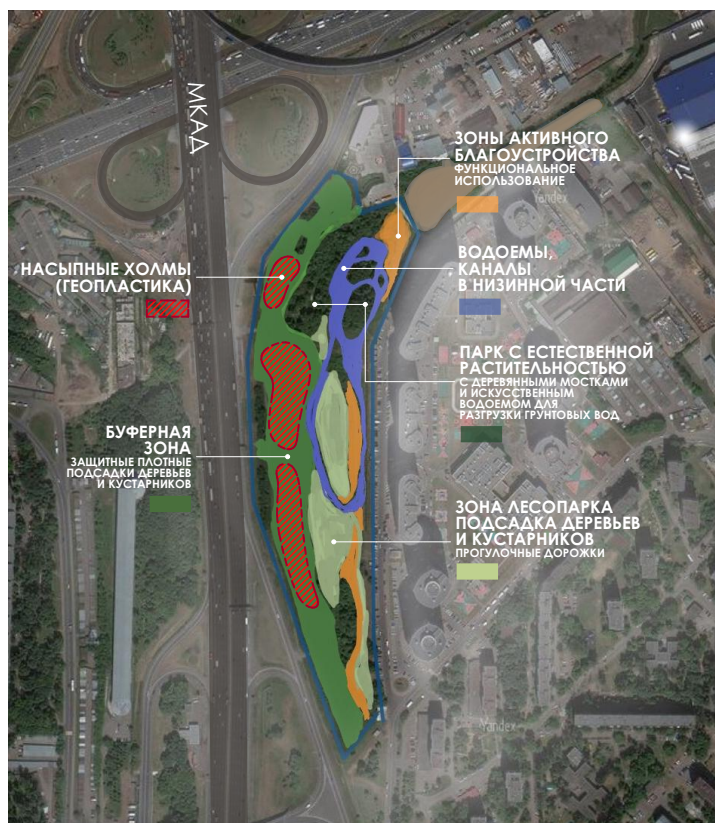 МКАД
ЗОНЫ АКТИВНОГО
БЛАГОУСТРОЙСТВА
ФУНКЦИОНАЛЬНОЕ
ИСПОЛЬЗОВАНИЕ
Yandex
НАСЫПНЫЕ ХОЛМЫ
(ГЕОПЛАСТИКА)
ВОДОЕМЫ,
КАНАЛЫ
В НИЗИННОЙ ЧАСТИ
ПАРК С ЕСТЕСТВЕННОЙ
РАСТИТЕЛЬНОСТЬЮ
С ДЕРЕВЯННЫМИ МОСТКАМИ
И ИСКУССТВЕННЫМ
ВОДОЕМОМ ДЛЯ
РАЗГРУЗКИ ГРУНТОВЫХ ВОД
БУФЕРНАЯ
ЗОНА
ЗАЩИТНЫЕ ПЛОТНЫЕ
ПОДСАДКИ ДЕРЕВЬЕВ
И КУСТАРНИКОВ
ЗОНА ЛЕСОПАРКА
ПОДСАДКА ДЕРЕВЬЕВ
И КУСТАРНИКОВ
ПРОГУЛОЧНЫЕ ДОРОЖКИ
Yandex